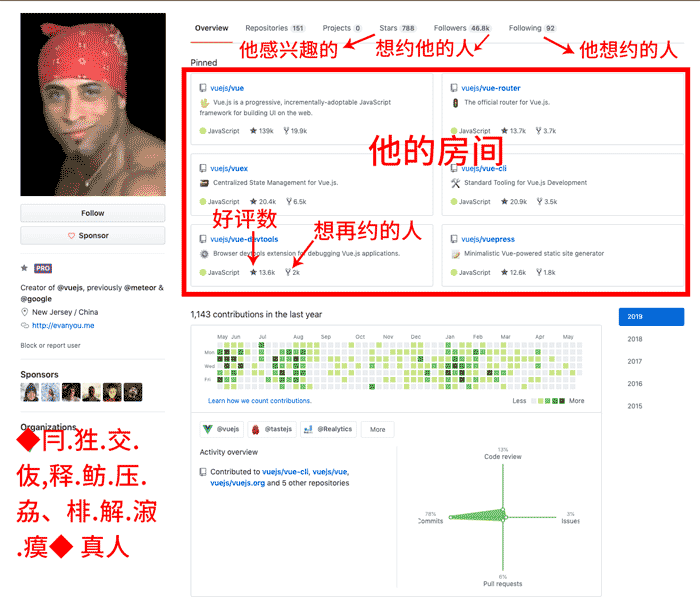 Overview Repositories 151 Projects 0 Stars 788 Followers 46.8k Following 92
他感兴趣的 想约他的人 他想约的人
Pinned
vuejs/vue
Vue.js is a progressive, incrementally-adoptable JavaScript
framework for building UI on the web.
JavaScript 139k 19.9k
vuejs/vue-router
The official router for Vue.js.
JavaScript 13.7k 3.7k
他的房间
vuejs/vuex
Centralized State Management for Vue.js.
JavaScript 20.4k 6.5k
vuejs/vue-cli
Standard Tooling for Vue.js Development
JavaScript 20.9k 3.5k
好评数 想再约的人
vuejs/vue-devtools
Browser devtools extension for debugging Vue.js applications.
JavaScript 13.6k 2k
vuejs/vuepress
Minimalistic Vue-powered static site generator
JavaScript 12.6k 1.8k
Follow
Sponsor
PRO
Creator of @vuejs, previously @meteor &
@google
New Jersey / China
http://evanyou.me
Block or report user
Sponsors
Organizations
◆冃.狌.交.
伖,释.鲂.压.
劦、棑.解.漃
.瘼◆ 真人
1,143 contributions in the last year
May Jun Jul Aug Sep Oct Nov Dec Jan Feb Mar Apr May
Mon
Wed
Fri
Learn how we count contributions.
Less More
2019
2018
2017
2016
2015
@vuejs @tastejs @Realytics More
Activity overview
Contributed to vuejs/vue-cli, vuejs/vue,
vuejs/vuejs.org and 5 other repositories
13%
Code review
78%
Commits
3%
Issues
6%
Pull requests